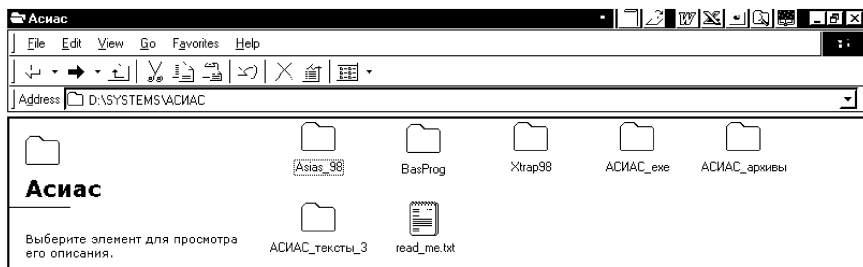 Асиас
File Edit View Go Favorites Help
Address D:\SYSTEMS\АСИАС
Asias_98 BasProg Xtrap98 АСИАС_exe АСИАС_архивы
Асиас
АСИАС_тексты_3 read_me.txt
Выберите элемент для просмотра
его описания.